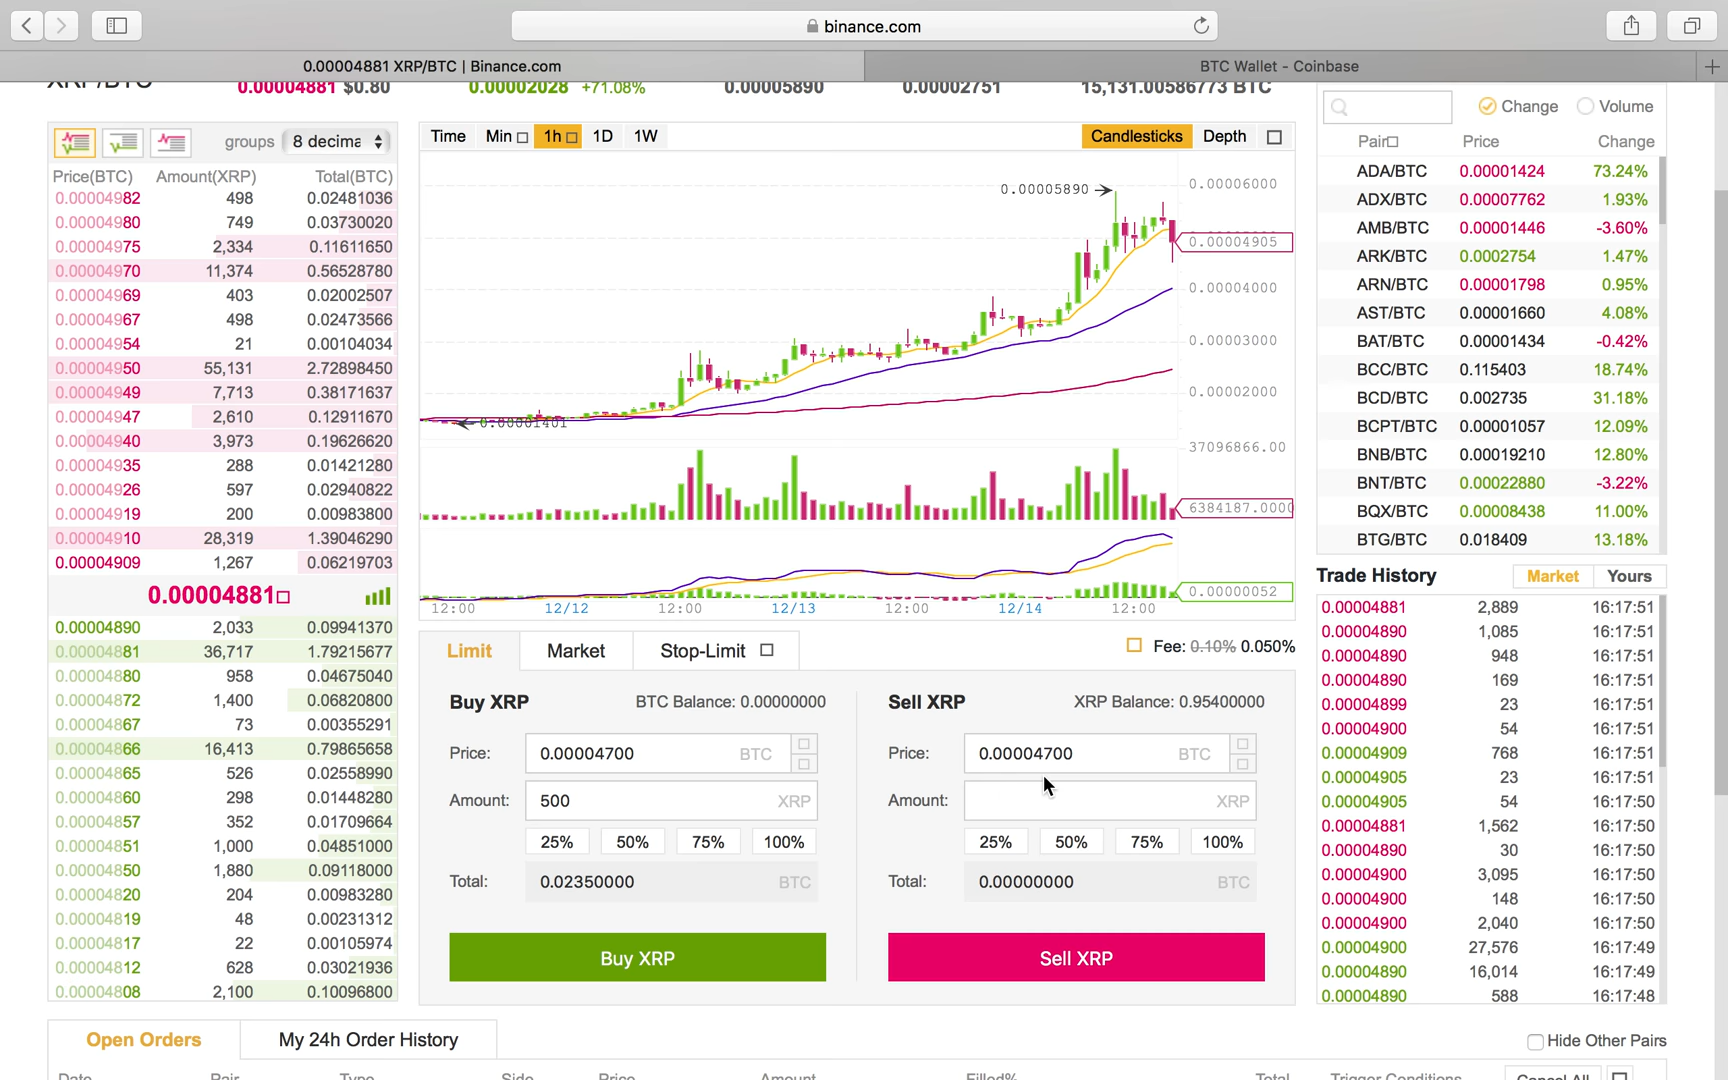 binance.com
0.00004881 XRP/BTC | Binance.com
BTC Wallet - Coinbase
XRP/BTC 0.00004881 $0.80 0.00002028 +71.08% 0.00005890 0.00002751 15,131.00586773 BTC
groups 8 decima
Price(BTC) Amount(XRP) Total(BTC)
0.00004982 498 0.02481036
0.00004980 749 0.03730020
0.00004975 2,334 0.11611650
0.00004970 11,374 0.56528780
0.00004969 403 0.02002507
0.00004967 498 0.02473566
0.00004954 21 0.00104034
0.00004950 55,131 2.72898450
0.00004949 7,713 0.38171637
0.00004947 2,610 0.12911670
0.00004940 3,973 0.19626620
0.00004935 288 0.01421280
0.00004926 597 0.02940822
0.00004919 200 0.00983800
0.00004910 28,319 1.39046290
0.00004909 1,267 0.06219703
0.00004881
0.00004890 2,033 0.09941370
0.00004881 36,717 1.79215677
0.00004880 958 0.04675040
0.00004872 1,400 0.06820800
0.00004867 73 0.00355291
0.00004866 16,413 0.79865658
0.00004865 526 0.02558990
0.00004860 298 0.01448280
0.00004857 352 0.01709664
0.00004851 1,000 0.04851000
0.00004850 1,880 0.09118000
0.00004820 204 0.00983280
0.00004819 48 0.00231312
0.00004817 22 0.00105974
0.00004812 628 0.03021936
0.00004808 2,100 0.10096800
Time Min 1h 1D 1W Candlesticks Depth
0.00005890
0.00006000
0.00004905
0.00004000
0.00003000
0.00002000
0.00001401
37096866.00
6384187.0000
0.00000052
12:00 12/12 12:00 12/13 12:00 12/14 12:00
Limit Market Stop-Limit Fee: 0.10% 0.050%
Buy XRP BTC Balance: 0.00000000
Price: 0.00004700 BTC
Amount: 500 XRP
25% 50% 75% 100%
Total: 0.02350000 BTC
Buy XRP
Sell XRP XRP Balance: 0.95400000
Price: 0.00004700 BTC
Amount: XRP
25% 50% 75% 100%
Total: 0.00000000 BTC
Sell XRP
Change Volume
Pair Price Change
ADA/BTC 0.00001424 73.24%
ADX/BTC 0.00007762 1.93%
AMB/BTC 0.00001446 -3.60%
ARK/BTC 0.0002754 1.47%
ARN/BTC 0.00001798 0.95%
AST/BTC 0.00001660 4.08%
BAT/BTC 0.00001434 -0.42%
BCC/BTC 0.115403 18.74%
BCD/BTC 0.002735 31.18%
BCPT/BTC 0.00001057 12.09%
BNB/BTC 0.00019210 12.80%
BNT/BTC 0.00022880 -3.22%
BQX/BTC 0.00008438 11.00%
BTG/BTC 0.018409 13.18%
Trade History Market Yours
0.00004881 2,889 16:17:51
0.00004890 1,085 16:17:51
0.00004890 948 16:17:51
0.00004890 169 16:17:51
0.00004899 23 16:17:51
0.00004900 54 16:17:51
0.00004909 768 16:17:51
0.00004905 23 16:17:51
0.00004905 54 16:17:50
0.00004881 1,562 16:17:50
0.00004890 30 16:17:50
0.00004900 3,095 16:17:50
0.00004900 148 16:17:50
0.00004900 2,040 16:17:50
0.00004900 27,576 16:17:49
0.00004890 16,014 16:17:49
0.00004890 588 16:17:48
Open Orders My 24h Order History Hide Other Pairs
Date Pair Type Side Price Amount Filled% Total Trigger Conditions Cancel All